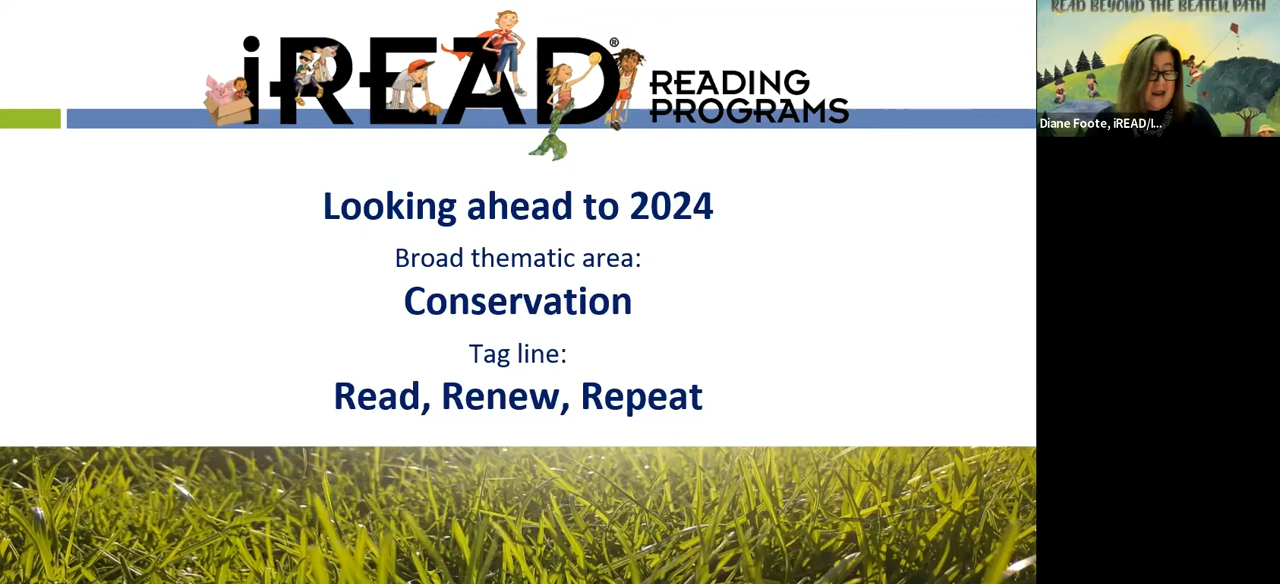 iREAD®
READING
PROGRAMS
Looking ahead to 2024
Broad thematic area:
Conservation
Tag line:
Read, Renew, Repeat
READ BEYOND THE BEATEN PATH
Diane Foote, iREAD/I...